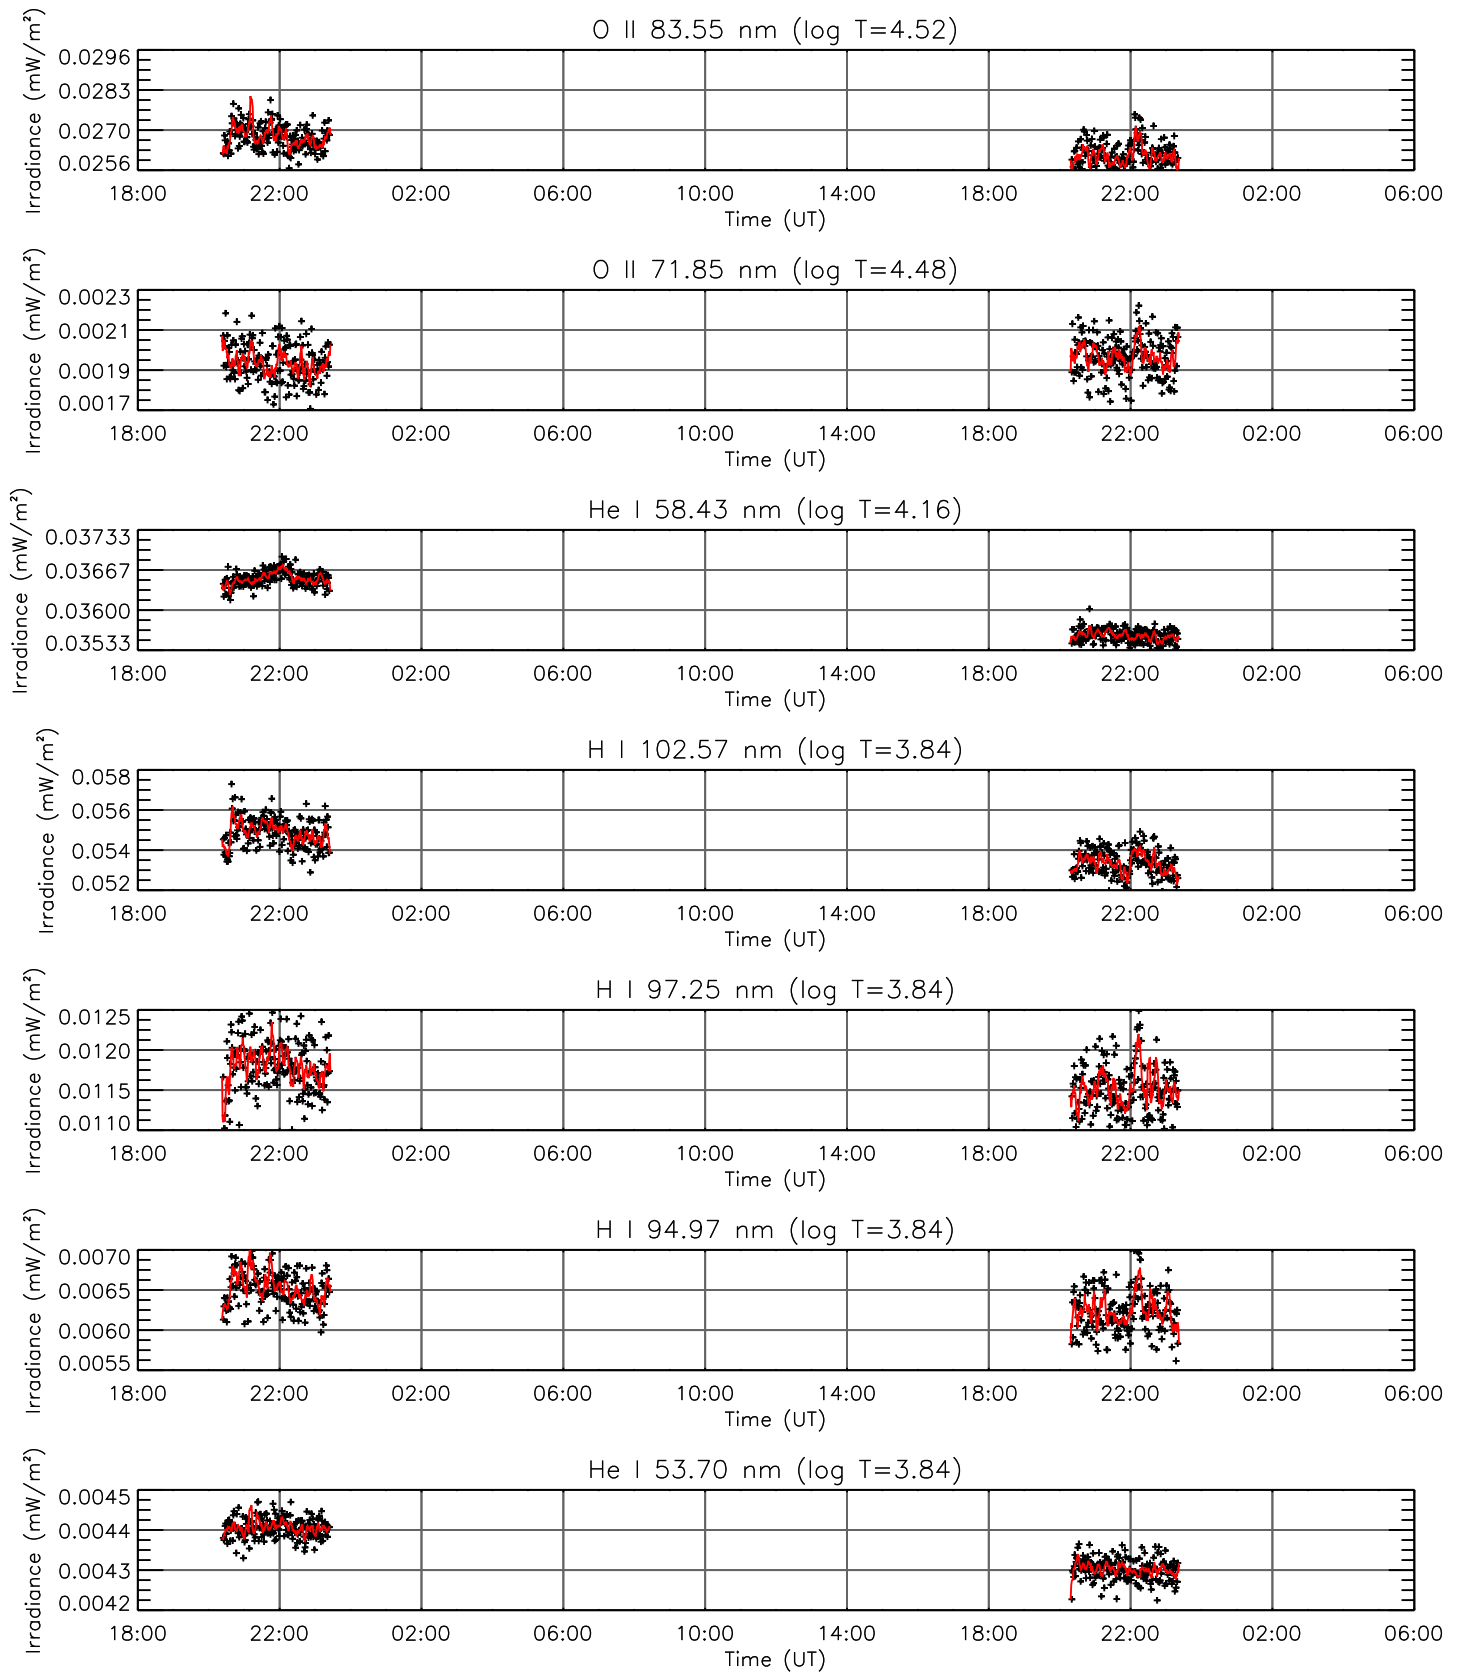 O II 83.55 nm (log T=4.52)
Irradiance (mW/m²)
0.0296
0.0283
0.0270
0.0256
18:00 22:00 02:00 06:00 10:00 14:00 18:00 22:00 02:00 06:00
Time (UT)
O II 71.85 nm (log T=4.48)
Irradiance (mW/m²)
0.0023
0.0021
0.0019
0.0017
18:00 22:00 02:00 06:00 10:00 14:00 18:00 22:00 02:00 06:00
Time (UT)
He I 58.43 nm (log T=4.16)
Irradiance (mW/m²)
0.03733
0.03667
0.03600
0.03533
18:00 22:00 02:00 06:00 10:00 14:00 18:00 22:00 02:00 06:00
Time (UT)
H I 102.57 nm (log T=3.84)
Irradiance (mW/m²)
0.058
0.056
0.054
0.052
18:00 22:00 02:00 06:00 10:00 14:00 18:00 22:00 02:00 06:00
Time (UT)
H I 97.25 nm (log T=3.84)
Irradiance (mW/m²)
0.0125
0.0120
0.0115
0.0110
18:00 22:00 02:00 06:00 10:00 14:00 18:00 22:00 02:00 06:00
Time (UT)
H I 94.97 nm (log T=3.84)
Irradiance (mW/m²)
0.0070
0.0065
0.0060
0.0055
18:00 22:00 02:00 06:00 10:00 14:00 18:00 22:00 02:00 06:00
Time (UT)
He I 53.70 nm (log T=3.84)
Irradiance (mW/m²)
0.0045
0.0044
0.0043
0.0042
18:00 22:00 02:00 06:00 10:00 14:00 18:00 22:00 02:00 06:00
Time (UT)